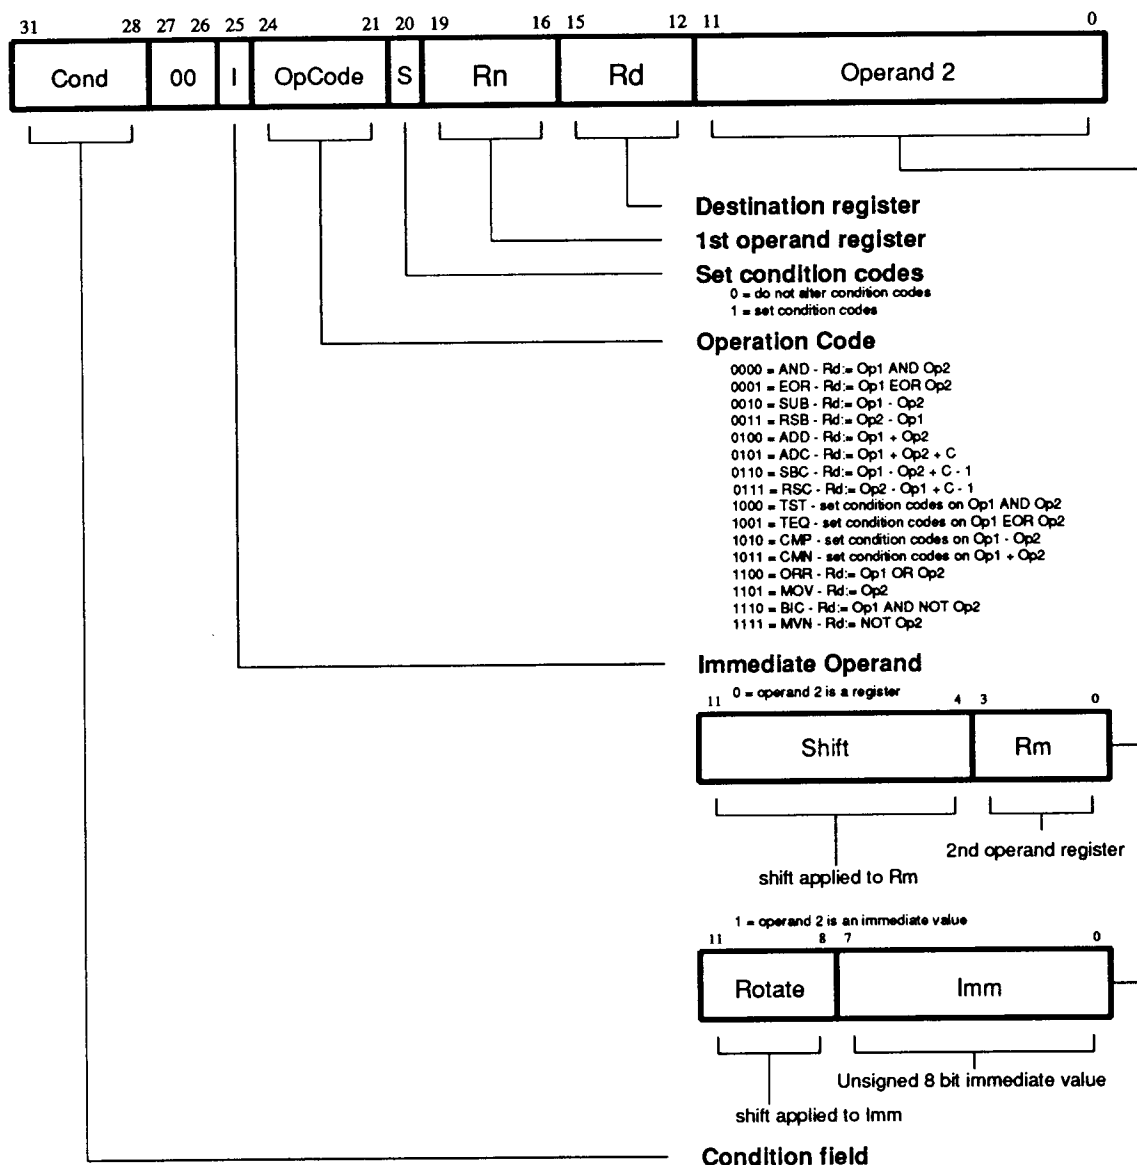 31 28 27 26 25 24 21 20 19 16 15 12 11 0
Cond 00 I OpCode S Rn Rd Operand 2
Destination register
1st operand register
Set condition codes
0 = do not alter condition codes
1 = set condition codes
Operation Code
0000 = AND - Rd:= Op1 AND Op2
0001 = EOR - Rd:= Op1 EOR Op2
0010 = SUB - Rd:= Op1 - Op2
0011 = RSB - Rd:= Op2 - Op1
0100 = ADD - Rd:= Op1 + Op2
0101 = ADC - Rd:= Op1 + Op2 + C
0110 = SBC - Rd:= Op1 - Op2 + C - 1
0111 = RSC - Rd:= Op2 - Op1 + C - 1
1000 = TST - set condition codes on Op1 AND Op2
1001 = TEQ - set condition codes on Op1 EOR Op2
1010 = CMP - set condition codes on Op1 - Op2
1011 = CMN - set condition codes on Op1 + Op2
1100 = ORR - Rd:= Op1 OR Op2
1101 = MOV - Rd:= Op2
1110 = BIC - Rd:= Op1 AND NOT Op2
1111 = MVN - Rd:= NOT Op2
Immediate Operand
0 = operand 2 is a register
11 4 3 0
Shift Rm
2nd operand register
shift applied to Rm
1 = operand 2 is an immediate value
11 8 7 0
Rotate Imm
Unsigned 8 bit immediate value
shift applied to Imm
Condition field